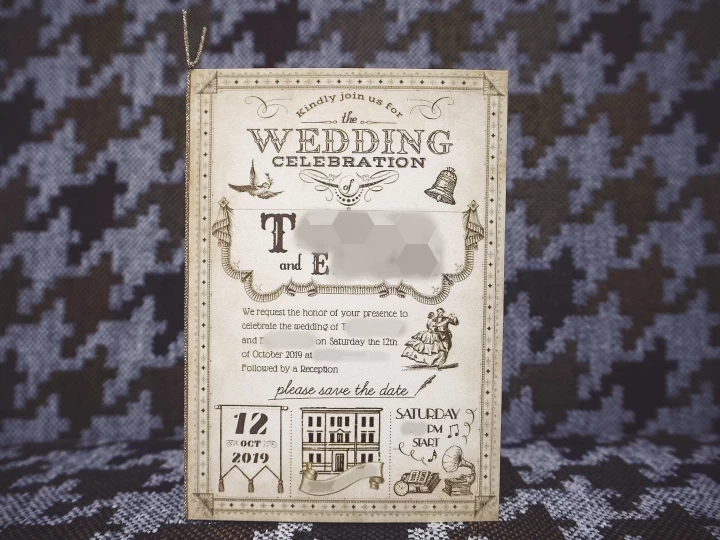 Kindly join us for
the
WEDDING
CELEBRATION
of
T
and E
We request the honor of your presence to
celebrate the wedding of T
and E on Saturday the 12th
of October 2019 at
Followed by a Reception
please save the date
12
OCT
2019
SATURDAY
PM
START